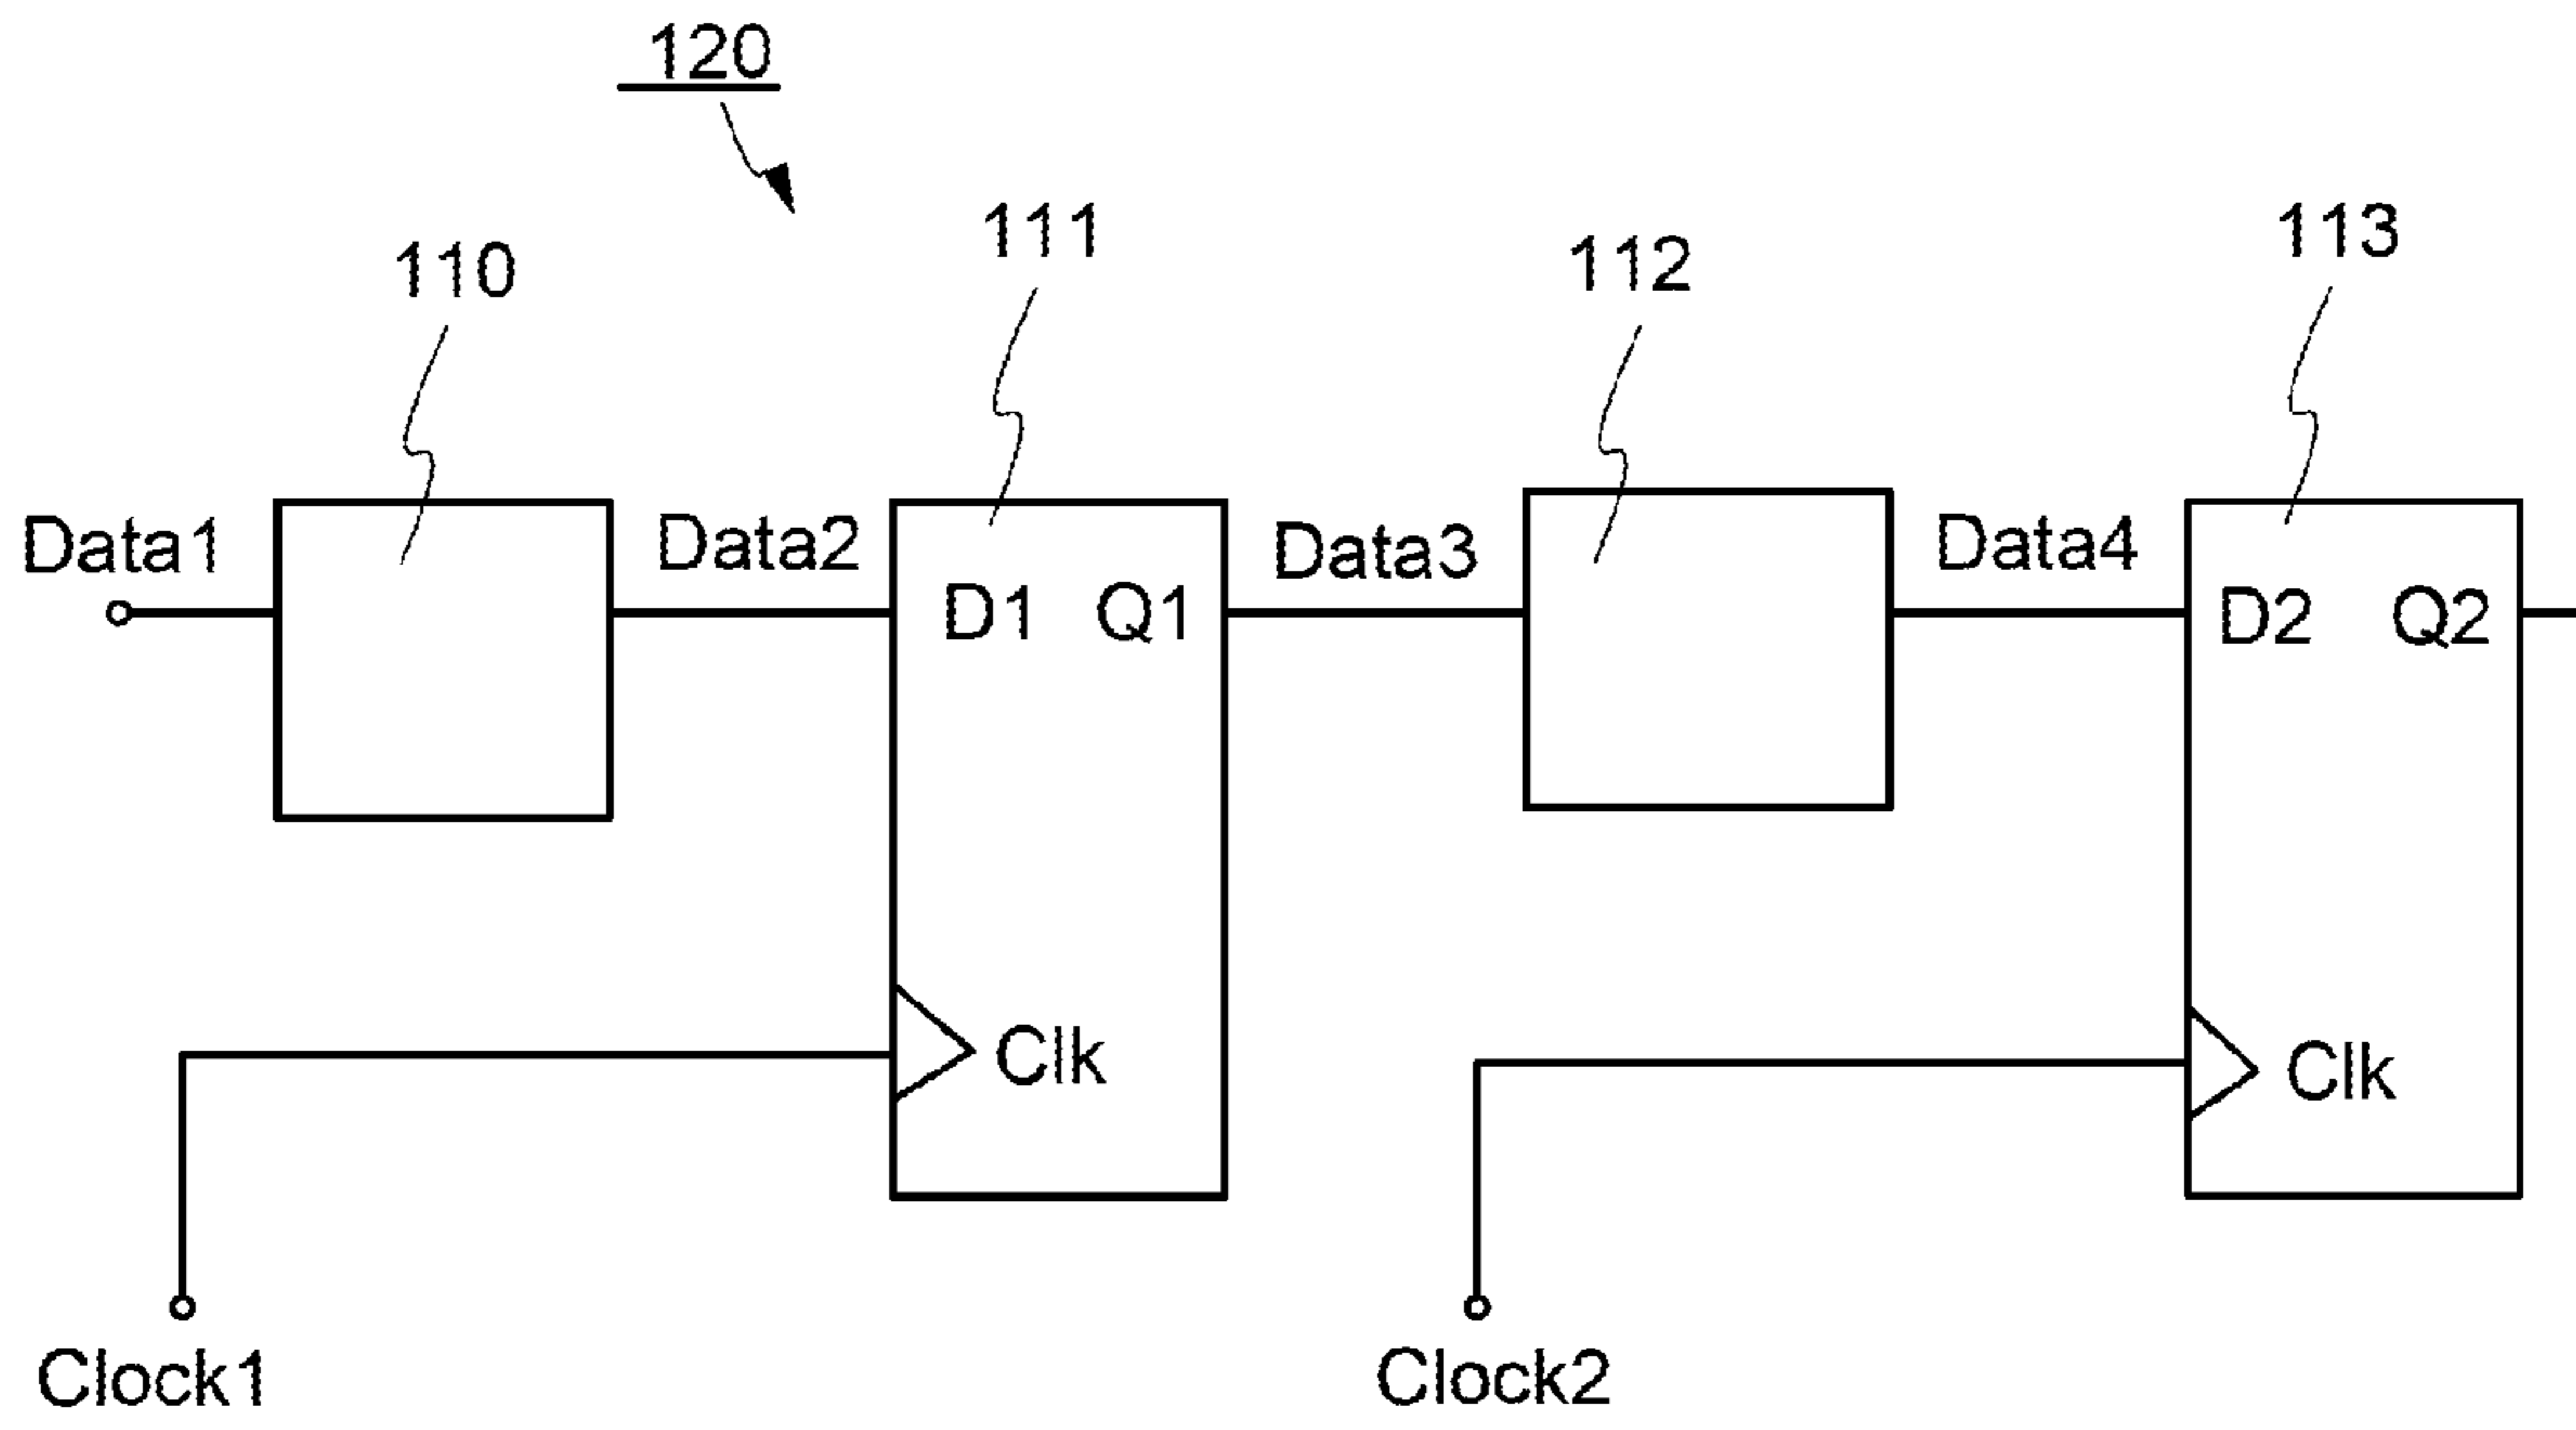 120
110
111
112
113
Data1
Data2
Data3
Data4
D1 Q1
D2 Q2
Clk
Clk
Clock1
Clock2